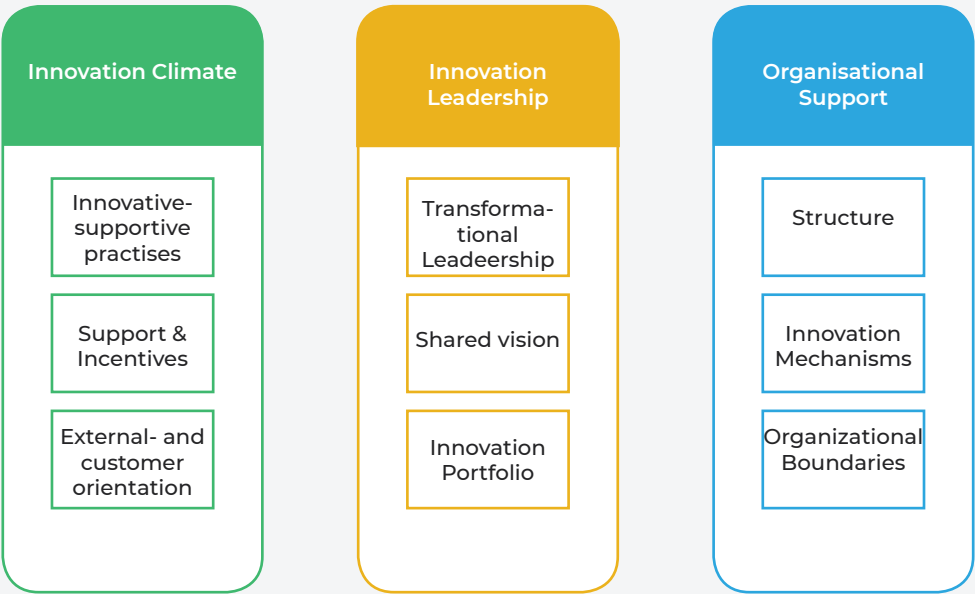 Innovation Climate
Innovative-
supportive
practises
Support &
Incentives
External- and
customer
orientation
Innovation
Leadership
Transforma-
tional
Leadeership
Shared vision
Innovation
Portfolio
Organisational
Support
Structure
Innovation
Mechanisms
Organizational
Boundaries